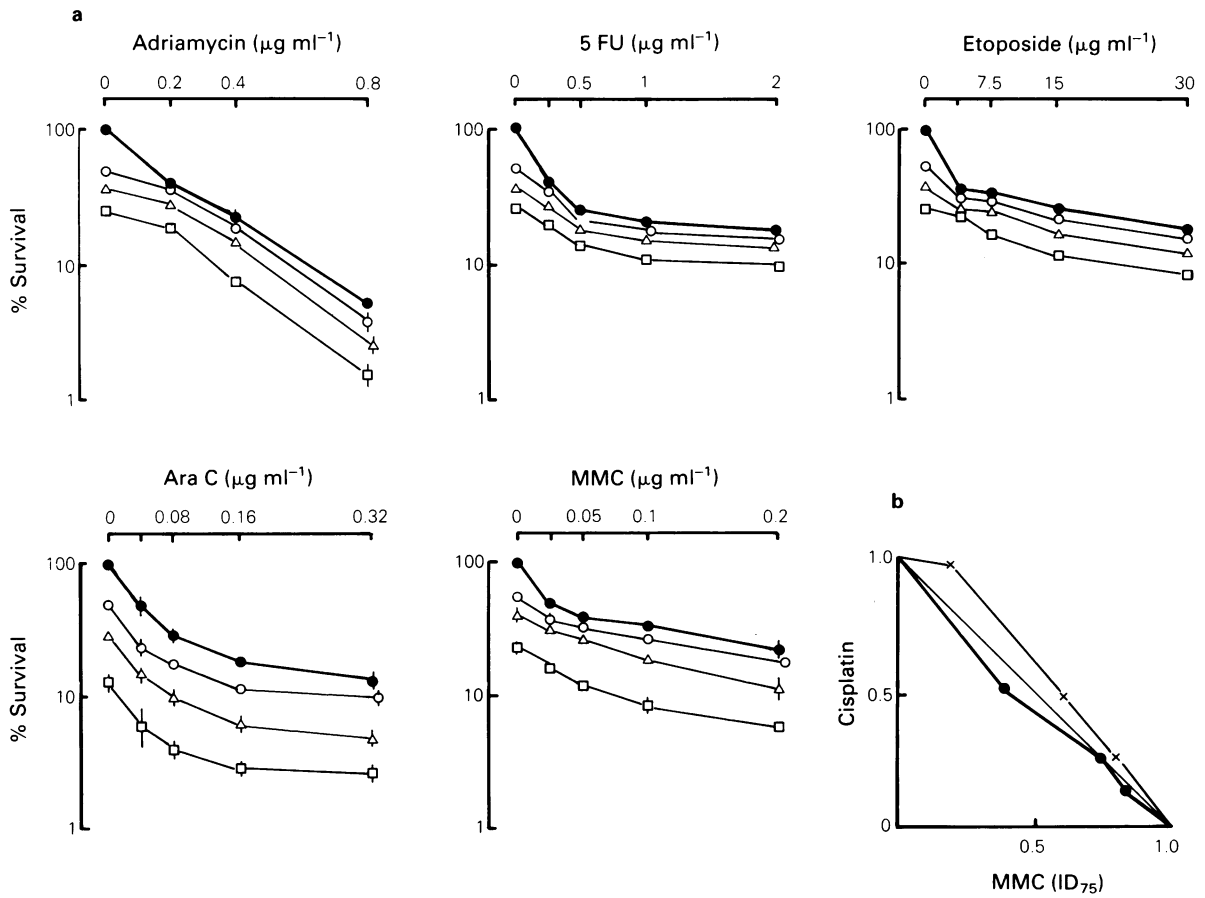 a
Adriamycin (μg ml⁻¹)
0 0.2 0.4 0.8
% Survival
100
10
1
5 FU (μg ml⁻¹)
0 0.5 1 2
100
10
1
Etoposide (μg ml⁻¹)
0 7.5 15 30
100
10
1
Ara C (μg ml⁻¹)
0 0.08 0.16 0.32
% Survival
100
10
1
MMC (μg ml⁻¹)
0 0.05 0.1 0.2
100
10
1
b
Cisplatin
1.0
0.5
0
0.5 1.0
MMC (ID₇₅)